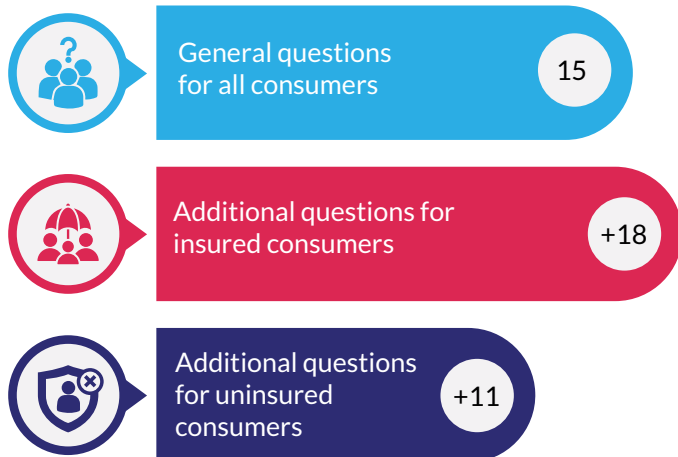 ?
General questions
for all consumers
15
Additional questions for
insured consumers
+18
Additional questions
for uninsured
consumers
+11